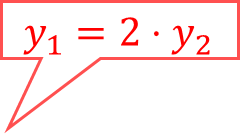 y₁ = 2 · y₂